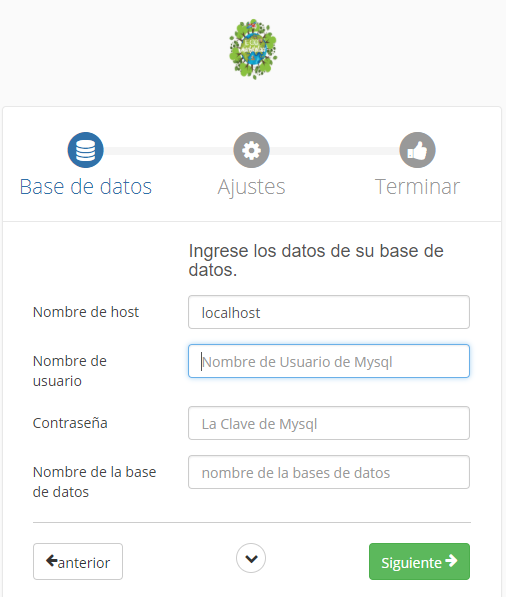 Base de datos
Ajustes
Terminar
Ingrese los datos de su base de
datos.
Nombre de host
localhost
Nombre de
usuario
Nombre de Usuario de Mysql
Contraseña
La Clave de Mysql
Nombre de la base
de datos
nombre de la bases de datos
anterior
Siguiente